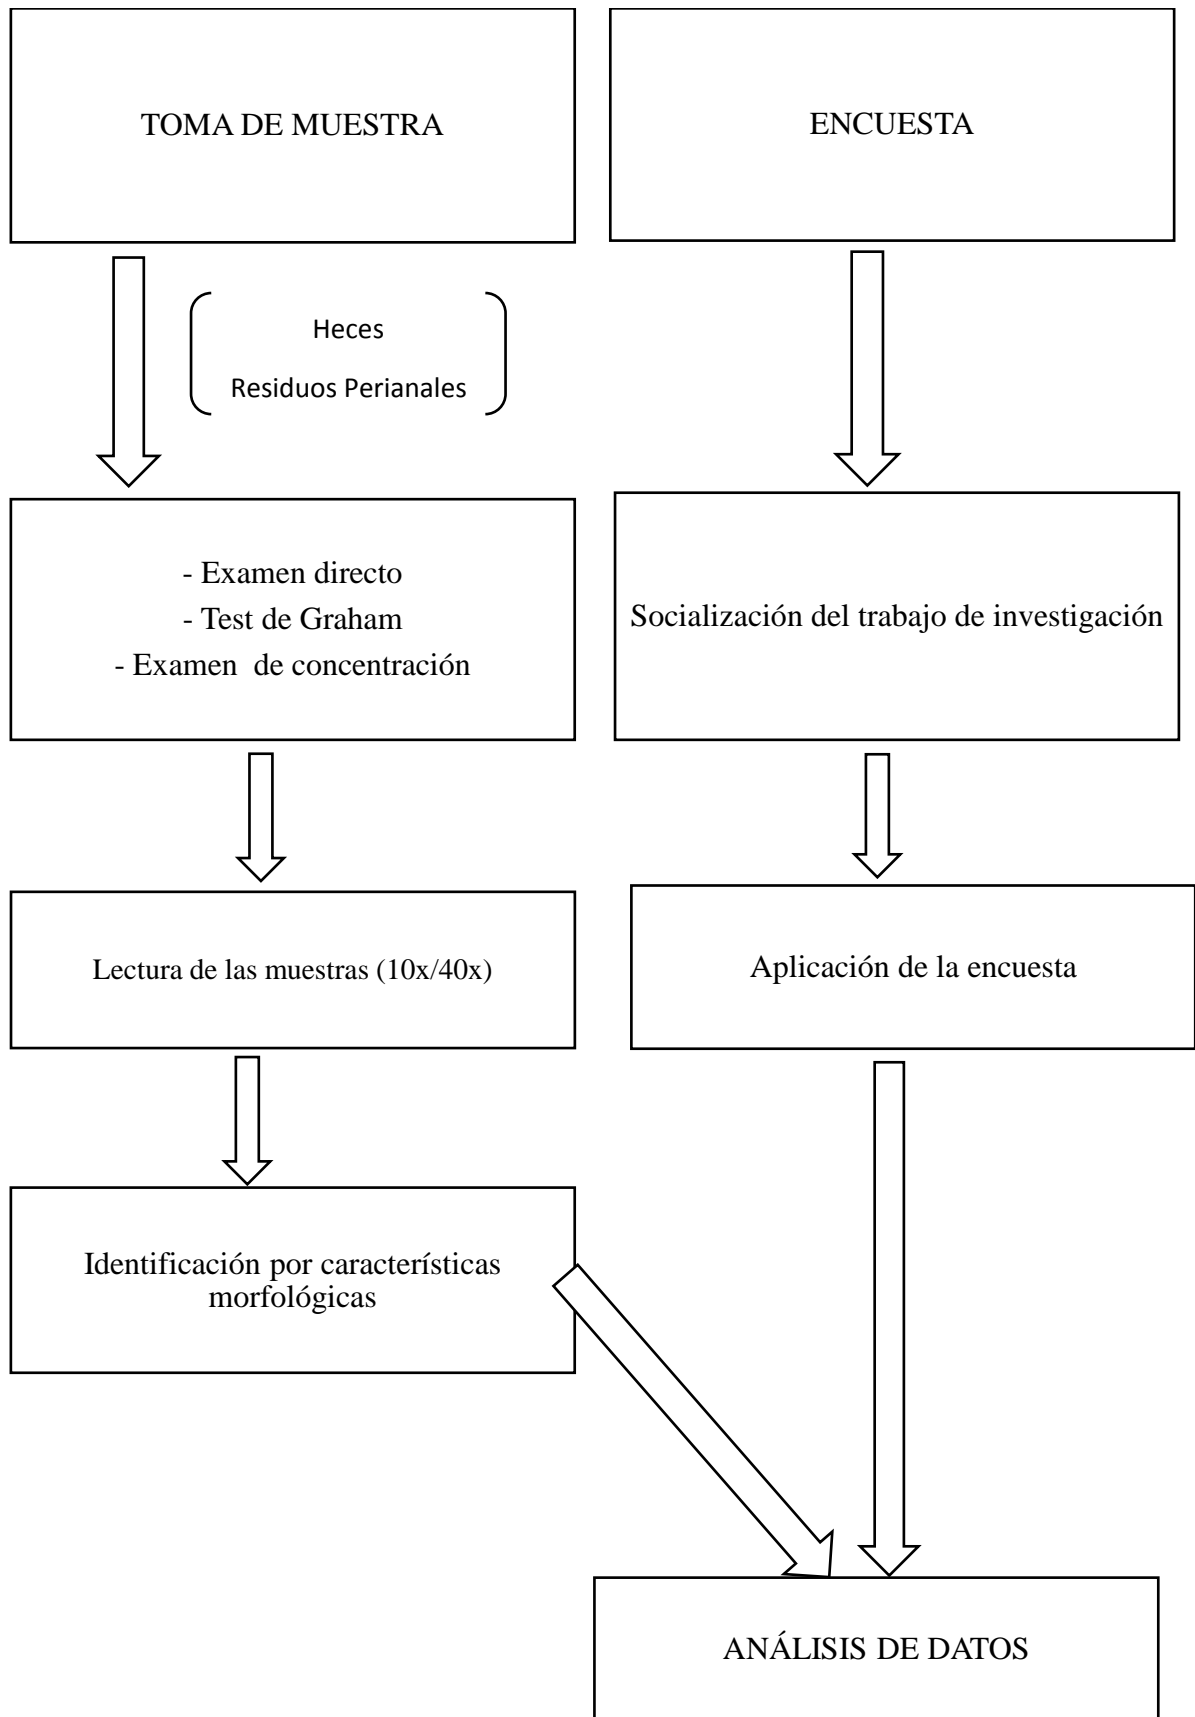 TOMA DE MUESTRA
ENCUESTA
Heces
Residuos Perianales
- Examen directo
- Test de Graham
- Examen  de concentración
Socialización del trabajo de investigación
Lectura de las muestras (10x/40x)
Aplicación de la encuesta
Identificación por características
morfológicas
ANÁLISIS DE DATOS